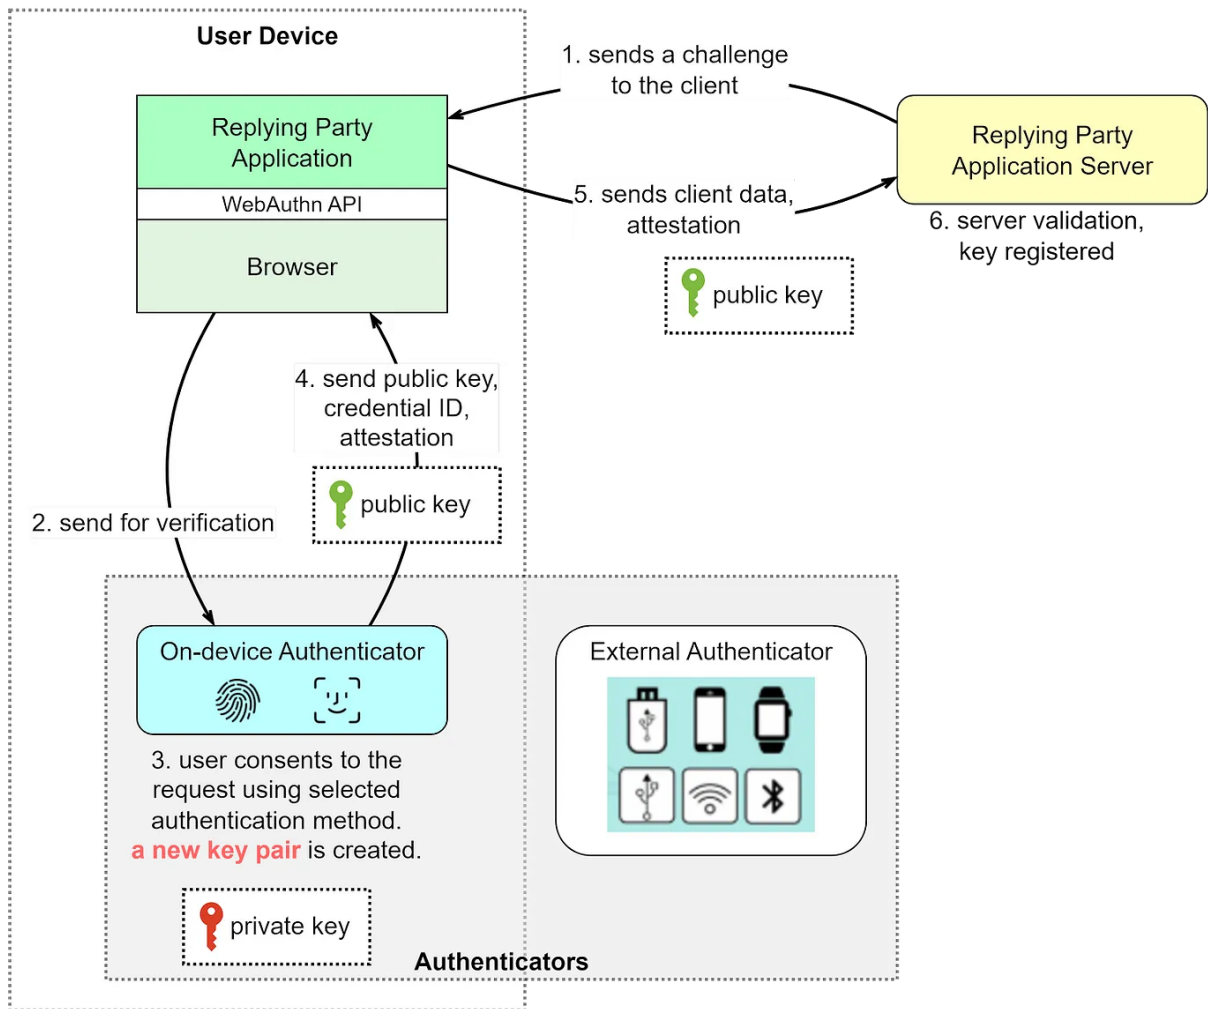 User Device
1. sends a challenge
to the client
Replying Party
Application
WebAuthn API
Browser
Replying Party
Application Server
5. sends client data,
attestation
6. server validation,
key registered
public key
4. send public key,
credential ID,
attestation
public key
2. send for verification
On-device Authenticator
External Authenticator
3. user consents to the
request using selected
authentication method.
a new key pair is created.
private key
Authenticators